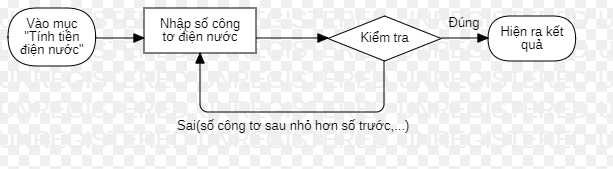 Vào mục
"Tính tiền
điện nước"
Nhập số công
tơ điện nước
Kiểm tra
Đúng
Hiện ra kết
quả
Sai(số công tơ sau nhỏ hơn số trước,...)